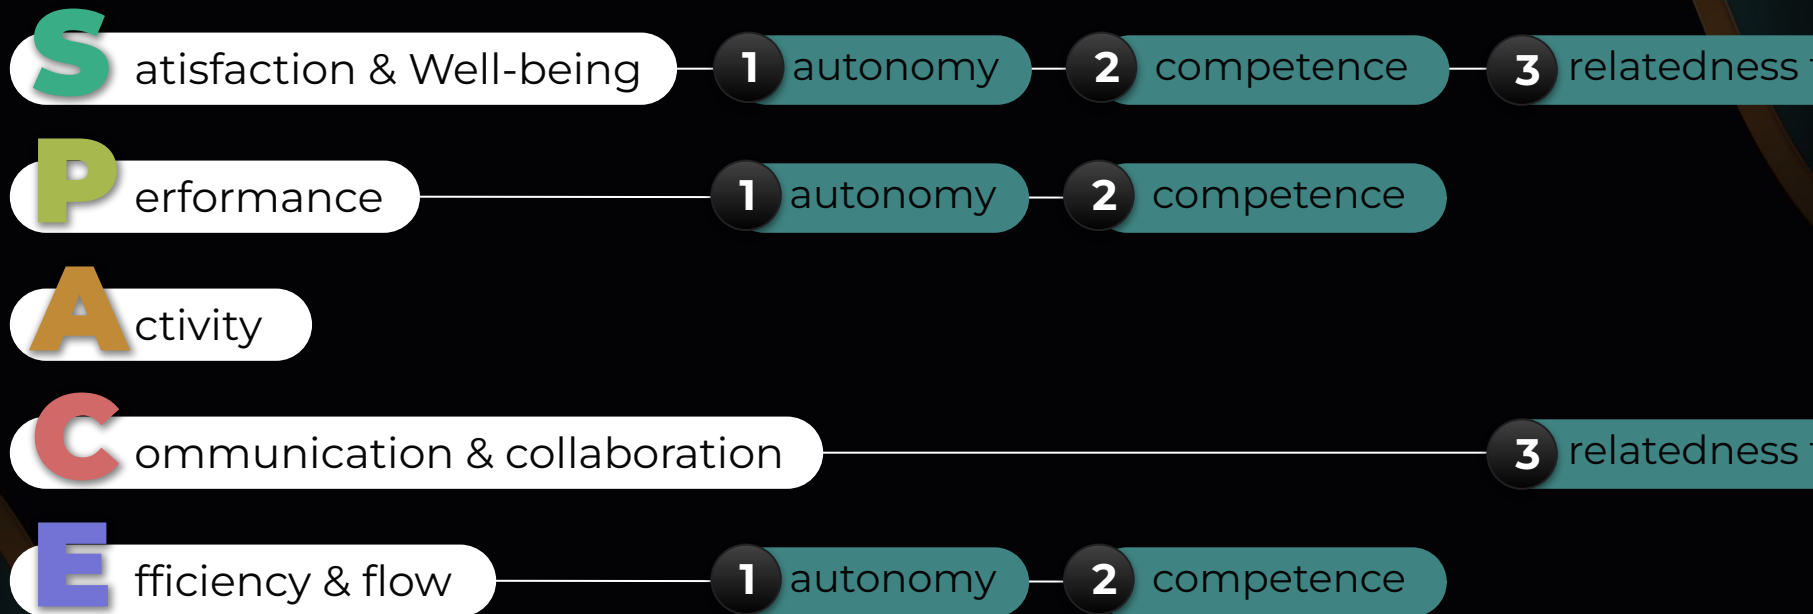 Satisfaction & Well-being 1 autonomy 2 competence 3 relatedness
Performance 1 autonomy 2 competence
Activity
Communication & collaboration 3 relatedness
Efficiency & flow 1 autonomy 2 competence